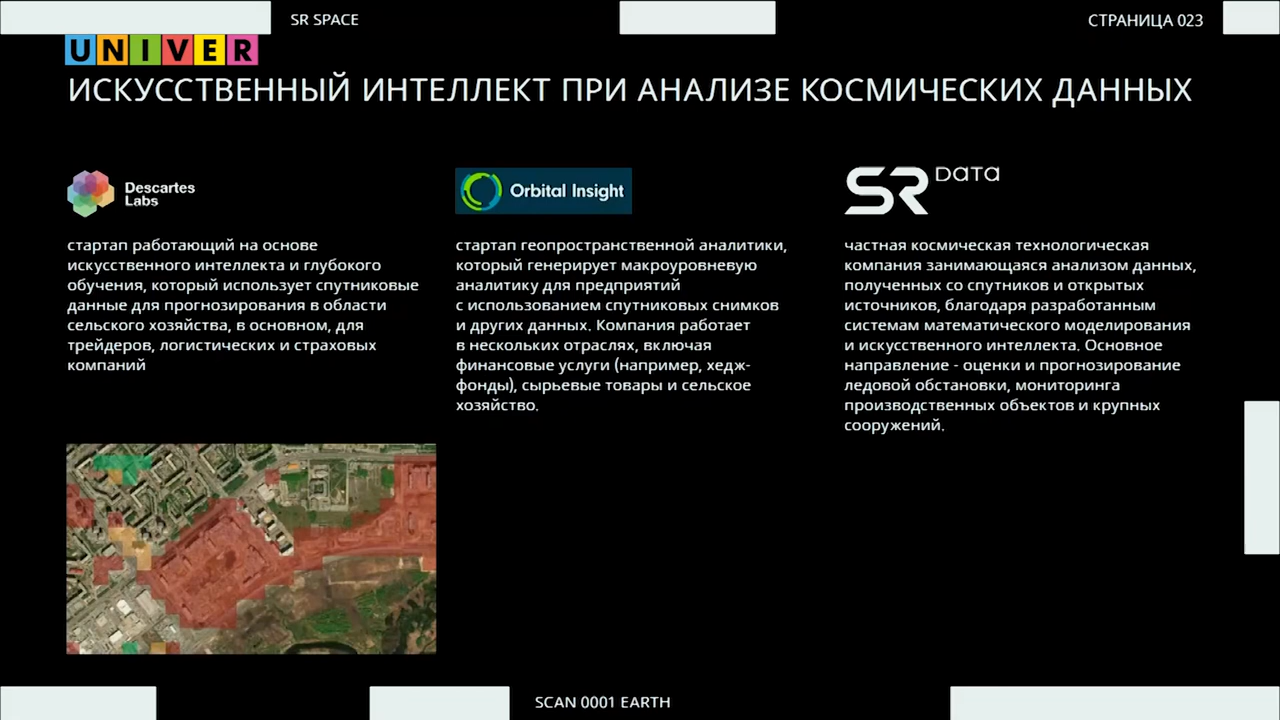 SR SPACE
СТРАНИЦА 023
UNIVER
ИСКУССТВЕННЫЙ ИНТЕЛЛЕКТ ПРИ АНАЛИЗЕ КОСМИЧЕСКИХ ДАННЫХ
Descartes
Labs
стартап работающий на основе
искусственного интеллекта и глубокого
обучения, который использует спутниковые
данные для прогнозирования в области
сельского хозяйства, в основном, для
трейдеров, логистических и страховых
компаний
Orbital Insight
стартап геопространственной аналитики,
который генерирует макроуровневую
аналитику для предприятий
с использованием спутниковых снимков
и других данных. Компания работает
в нескольких отраслях, включая
финансовые услуги (например, хедж-
фонды), сырьевые товары и сельское
хозяйство.
SR DATA
частная космическая технологическая
компания занимающаяся анализом данных,
полученных со спутников и открытых
источников, благодаря разработанным
системам математического моделирования
и искусственного интеллекта. Основное
направление - оценки и прогнозирование
ледовой обстановки, мониторинга
производственных объектов и крупных
сооружений.
SCAN 0001 EARTH